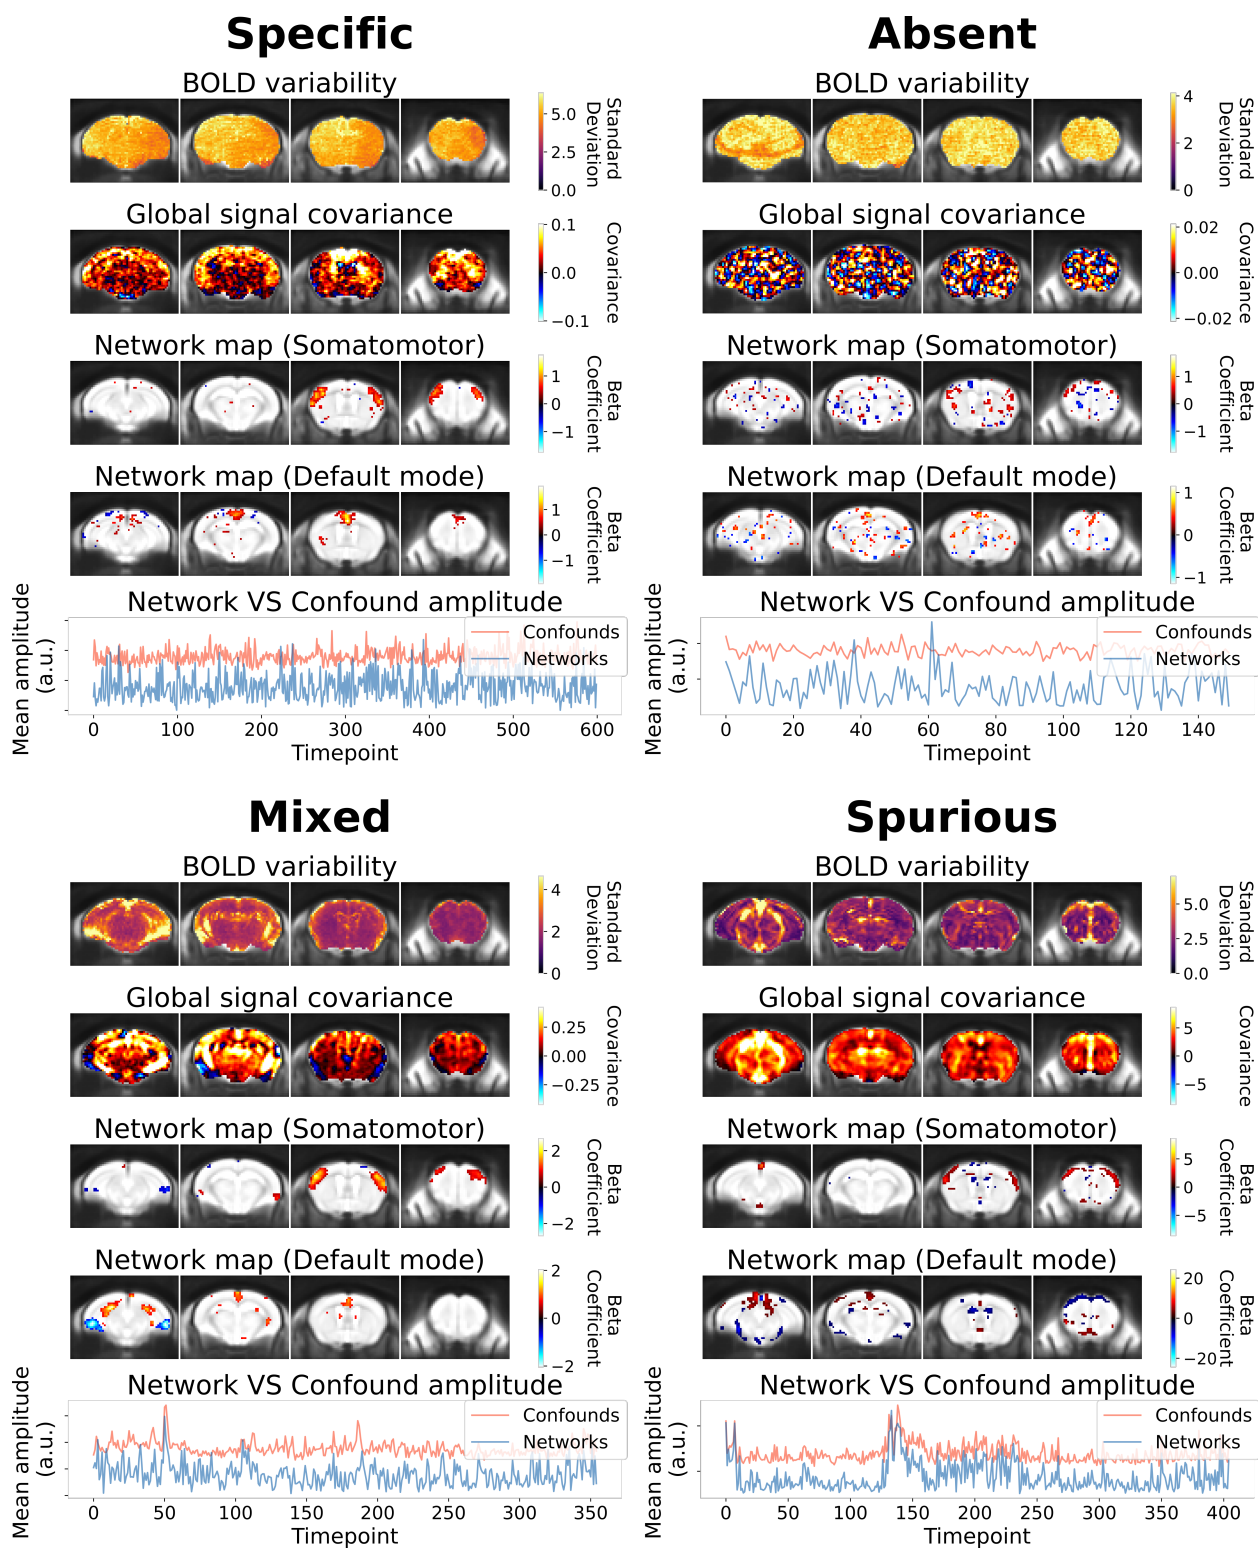 Specific
BOLD variability
5.0
2.5
0.0
Standard
Deviation
Global signal covariance
0.1
0.0
−0.1
Covariance
Network map (Somatomotor)
1
0
−1
Beta
Coefficient
Network map (Default mode)
1
0
−1
Beta
Coefficient
Network VS Confound amplitude
Mean amplitude
(a.u.)
Confounds
Networks
0 100 200 300 400 500 600
Timepoint
Absent
BOLD variability
4
2
0
Standard
Deviation
Global signal covariance
0.02
0.00
−0.02
Covariance
Network map (Somatomotor)
1
0
−1
Beta
Coefficient
Network map (Default mode)
1
0
−1
Beta
Coefficient
Network VS Confound amplitude
Mean amplitude
(a.u.)
Confounds
Networks
0 20 40 60 80 100 120 140
Timepoint
Mixed
BOLD variability
4
2
0
Standard
Deviation
Global signal covariance
0.25
0.00
−0.25
Covariance
Network map (Somatomotor)
2
0
−2
Beta
Coefficient
Network map (Default mode)
2
0
−2
Beta
Coefficient
Network VS Confound amplitude
Mean amplitude
(a.u.)
Confounds
Networks
0 50 100 150 200 250 300 350
Timepoint
Spurious
BOLD variability
5.0
2.5
0.0
Standard
Deviation
Global signal covariance
5
0
−5
Covariance
Network map (Somatomotor)
5
0
−5
Beta
Coefficient
Network map (Default mode)
20
0
−20
Beta
Coefficient
Network VS Confound amplitude
Mean amplitude
(a.u.)
Confounds
Networks
0 50 100 150 200 250 300 350 400
Timepoint